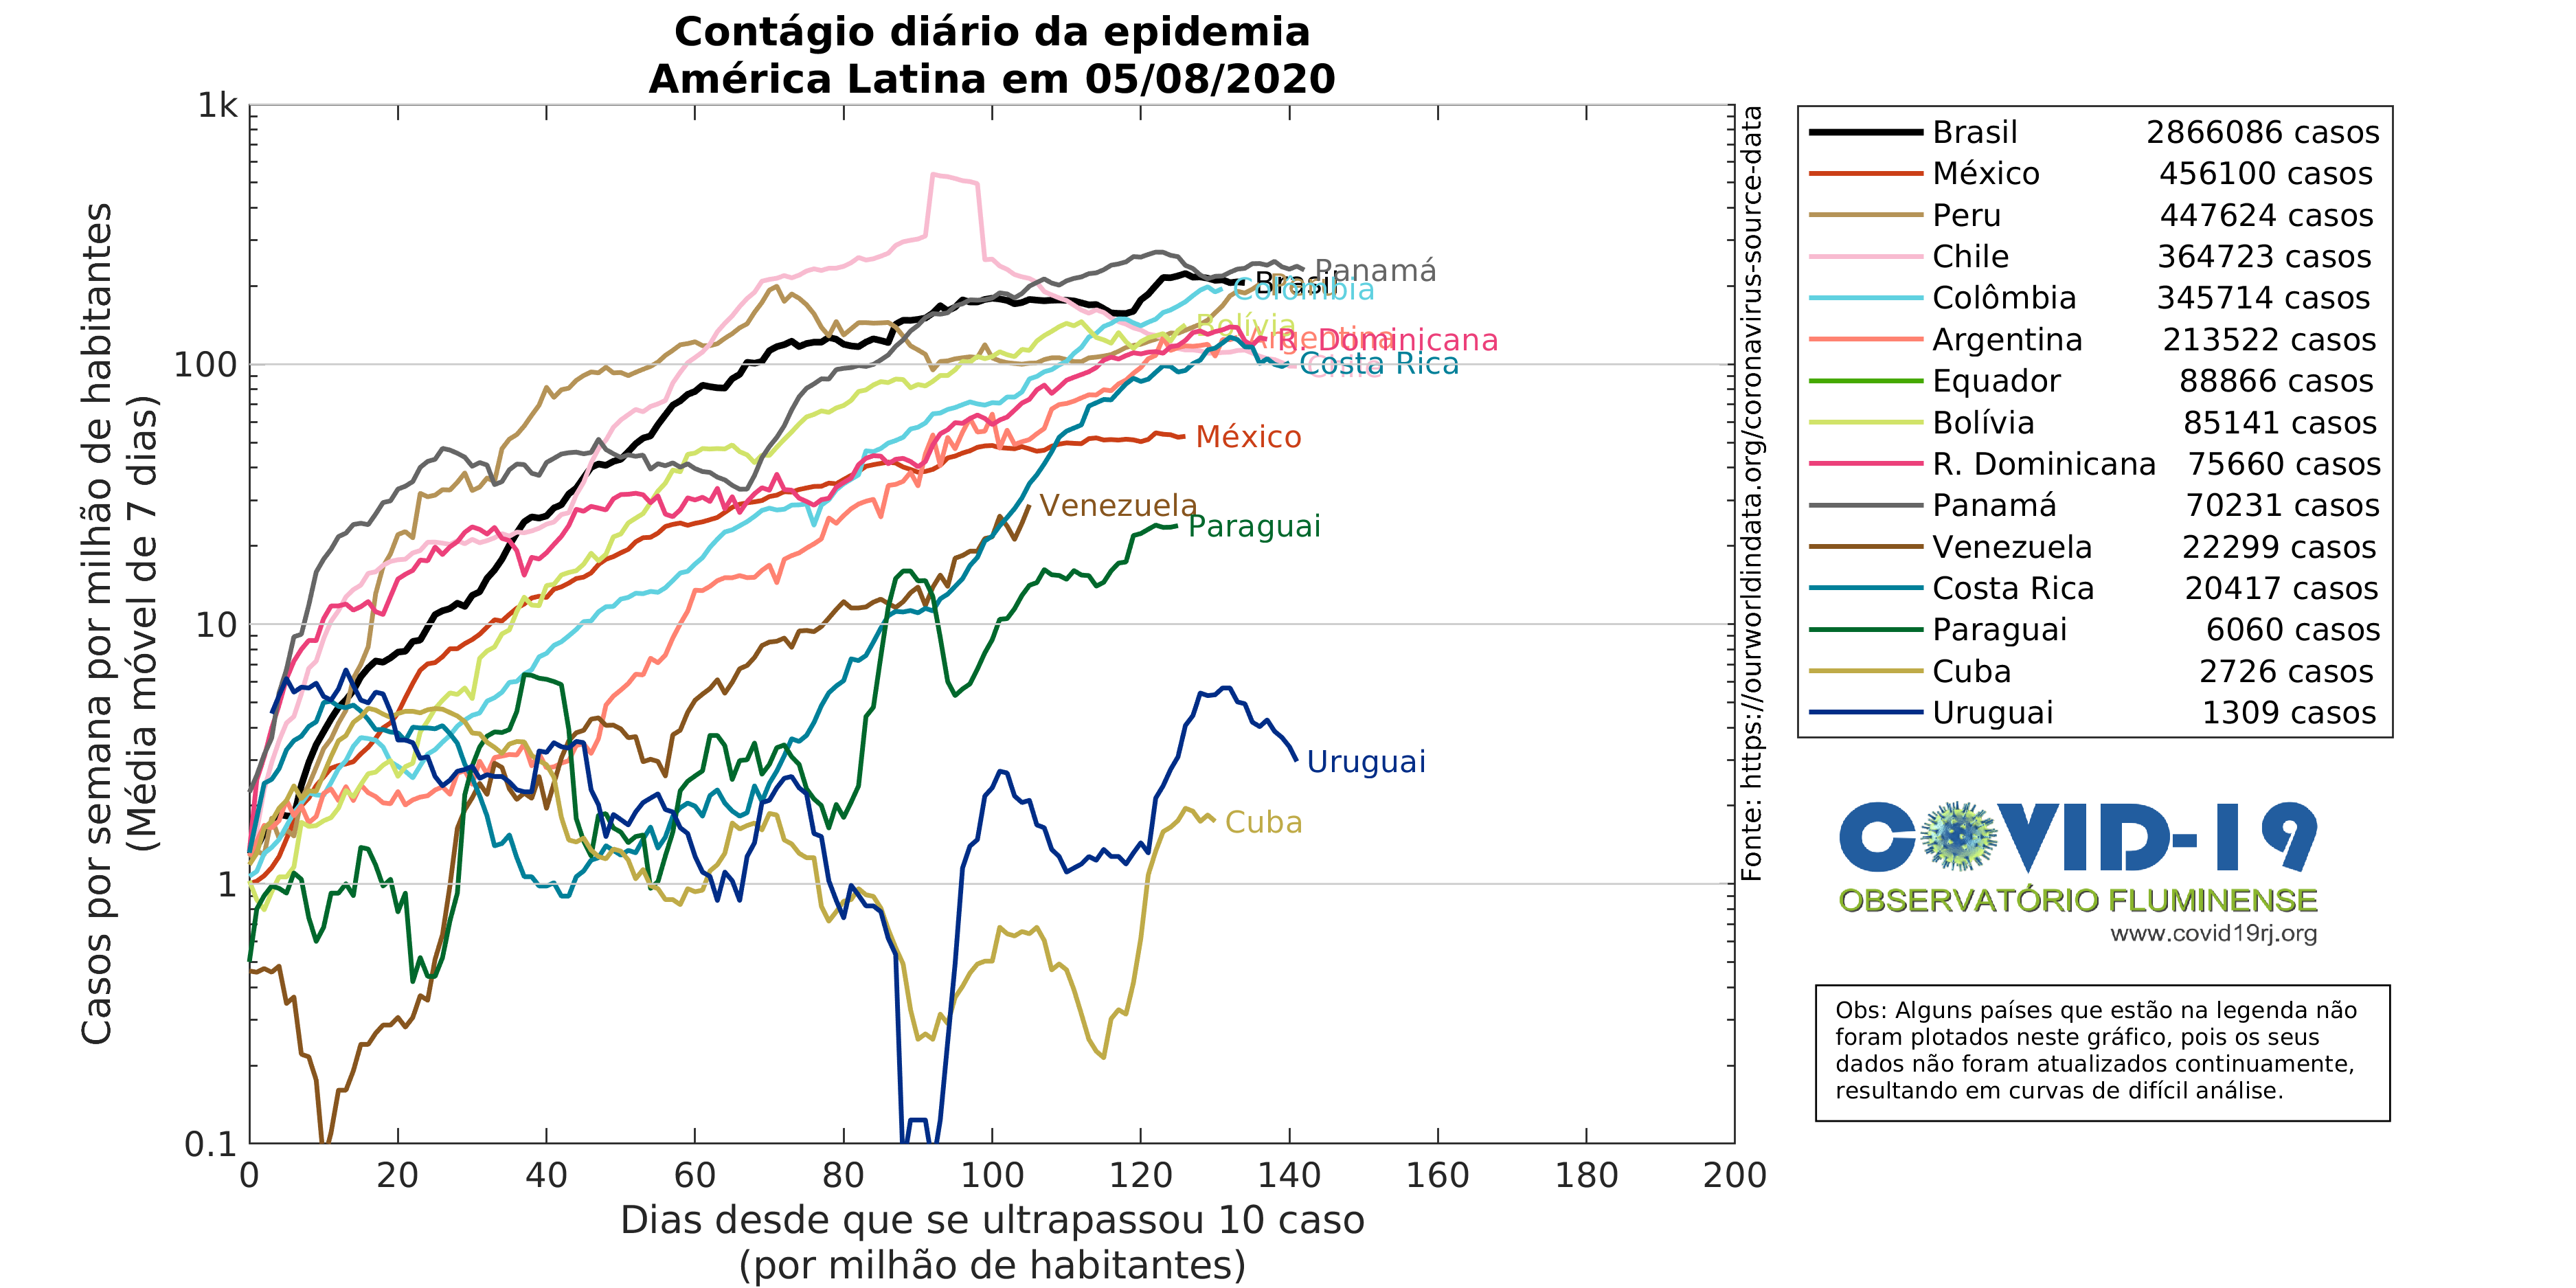 Contágio diário da epidemia
América Latina em 05/08/2020
Casos por semana por milhão de habitantes
(Média móvel de 7 dias)
1k
100
10
1
0.1
0 20 40 60 80 100 120 140 160 180 200
Dias desde que se ultrapassou 10 caso
(por milhão de habitantes)
Panamá
Brasil
Colômbia
Bolívia
Argentina
R. Dominicana
Costa Rica
Chile
México
Venezuela
Paraguai
Uruguai
Cuba
Fonte: https://ourworldindata.org/coronavirus-source-data
Brasil 2866086 casos
México 456100 casos
Peru 447624 casos
Chile 364723 casos
Colômbia 345714 casos
Argentina 213522 casos
Equador 88866 casos
Bolívia 85141 casos
R. Dominicana 75660 casos
Panamá 70231 casos
Venezuela 22299 casos
Costa Rica 20417 casos
Paraguai 6060 casos
Cuba 2726 casos
Uruguai 1309 casos
COVID-19
OBSERVATÓRIO FLUMINENSE
www.covid19rj.org
Obs: Alguns países que estão na legenda não
foram plotados neste gráfico, pois os seus
dados não foram atualizados continuamente,
resultando em curvas de difícil análise.